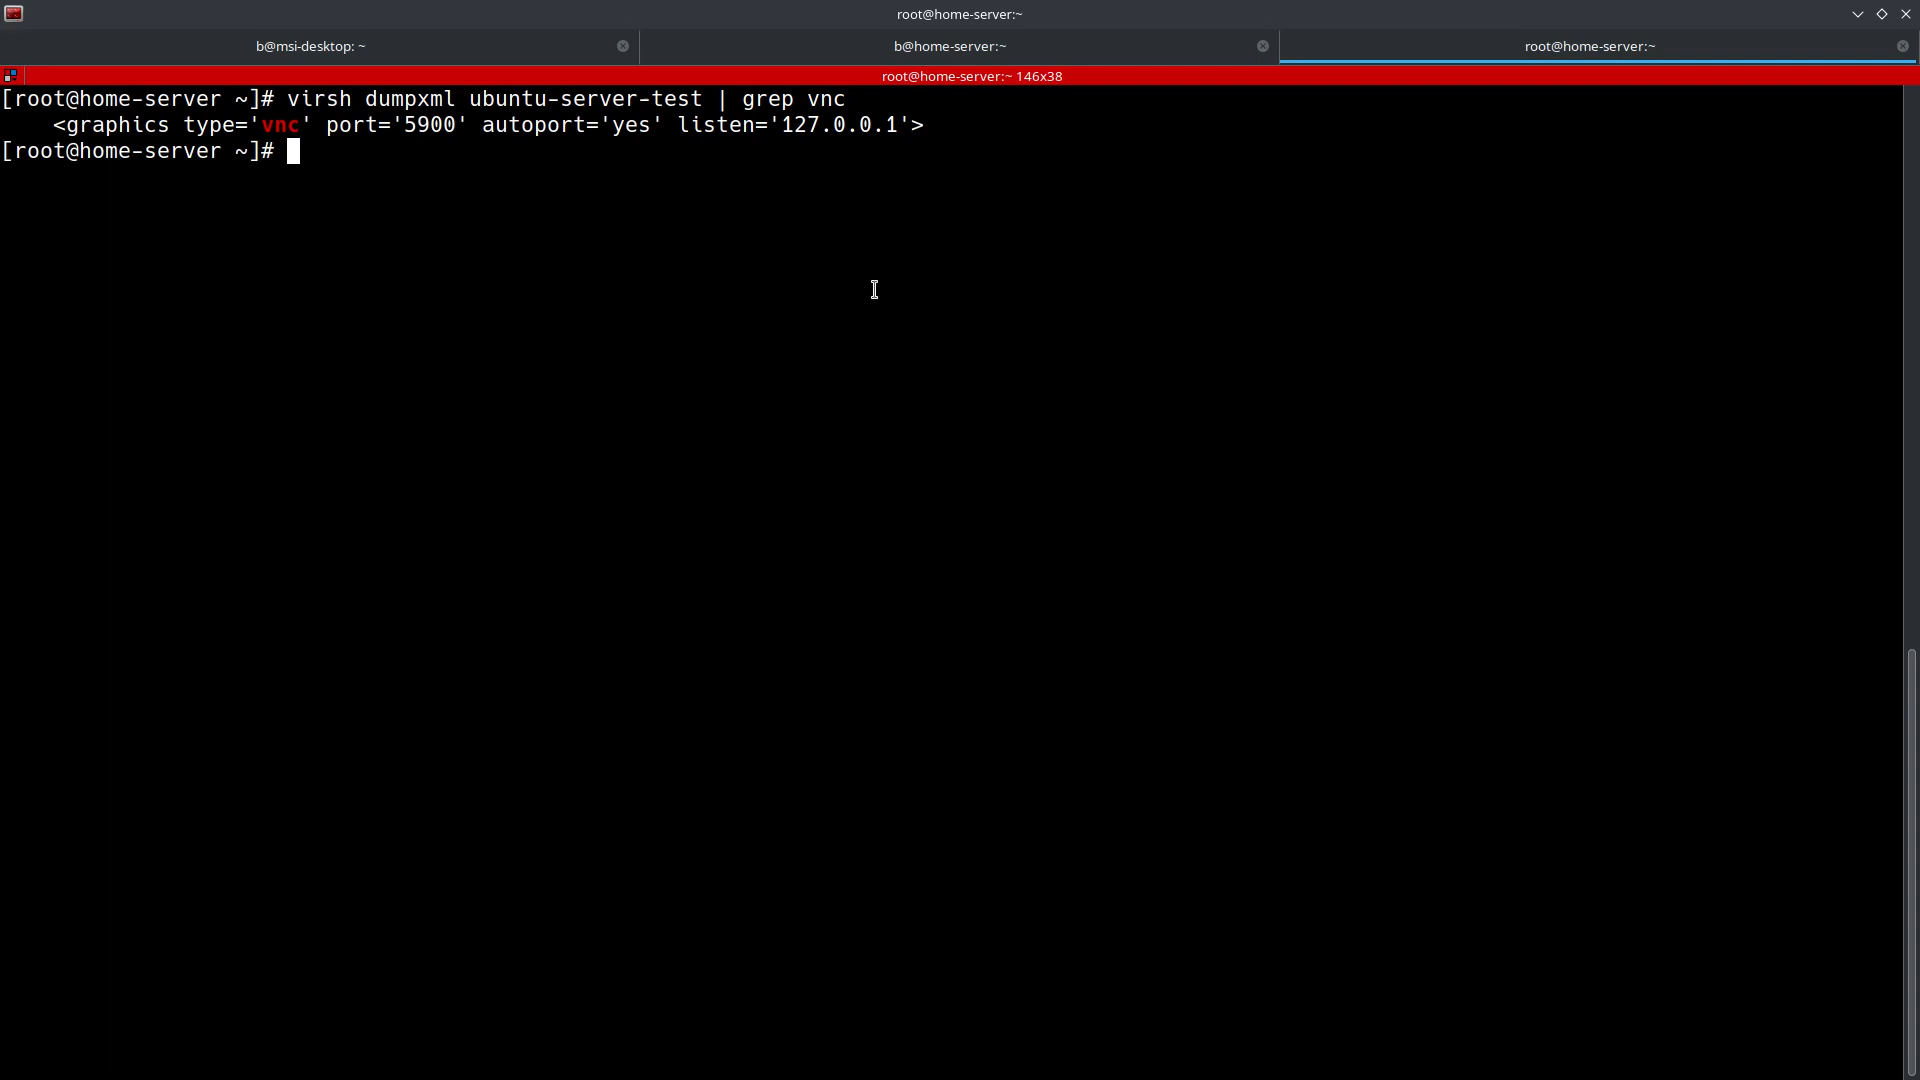 root@home-server:~
b@msi-desktop: ~
b@home-server:~
root@home-server:~
root@home-server:~ 146x38
[root@home-server ~]# virsh dumpxml ubuntu-server-test | grep vnc
    <graphics type='vnc' port='5900' autoport='yes' listen='127.0.0.1'>
[root@home-server ~]#